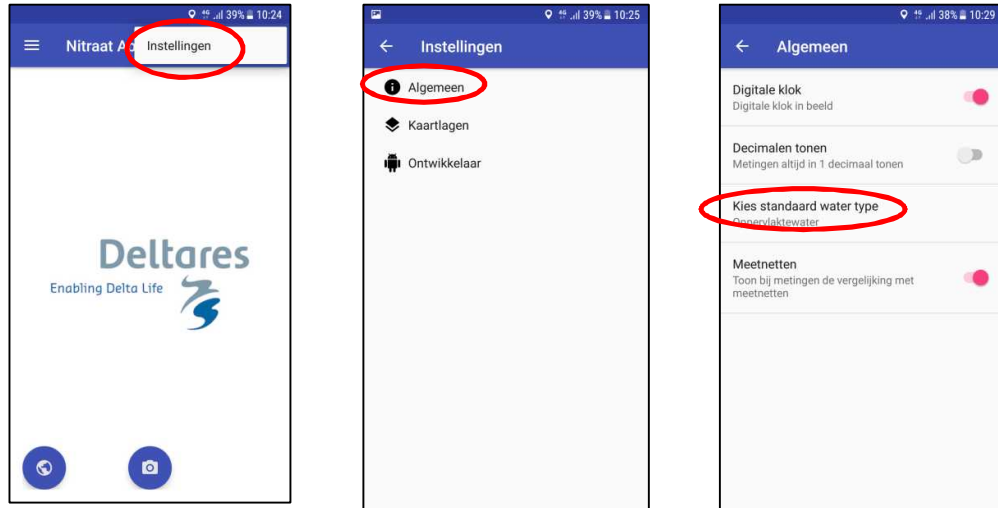 39% 10:24
Nitraat A
Instellingen
Deltares
Enabling Delta Life
39% 10:25
Instellingen
Algemeen
Kaartlagen
Ontwikkelaar
38% 10:29
Algemeen
Digitale klok
Digitale klok in beeld
Decimalen tonen
Metingen altijd in 1 decimaal tonen
Kies standaard water type
Oppervlaktewater
Meetnetten
Toon bij metingen de vergelijking met
meetnetten